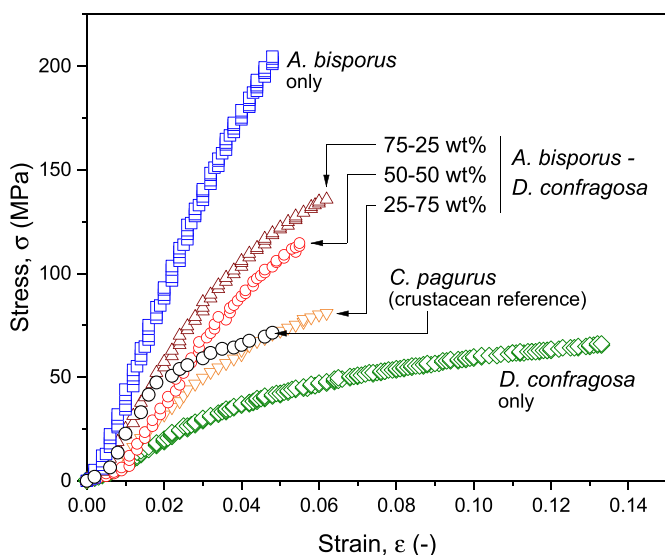 A. bisporus
only
75-25 wt%
50-50 wt%
25-75 wt%
A. bisporus -
D. confragosa
C. pagurus
(crustacean reference)
D. confragosa
only
200
150
100
50
0
Stress, σ (MPa)
0.00
0.02
0.04
0.06
0.08
0.10
0.12
0.14
Strain, ε (-)